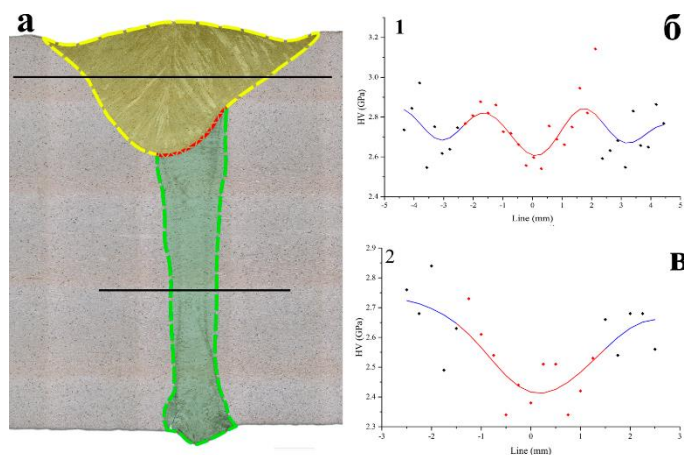 а
1
б
HV (GPa)
3.2
3.0
2.8
2.6
2.4
-5 -4 -3 -2 -1 0 1 2 3 4 5
Line (mm)
2
в
HV (GPa)
2.9
2.8
2.7
2.6
2.5
2.4
2.3
-3 -2 -1 0 1 2 3
Line (mm)